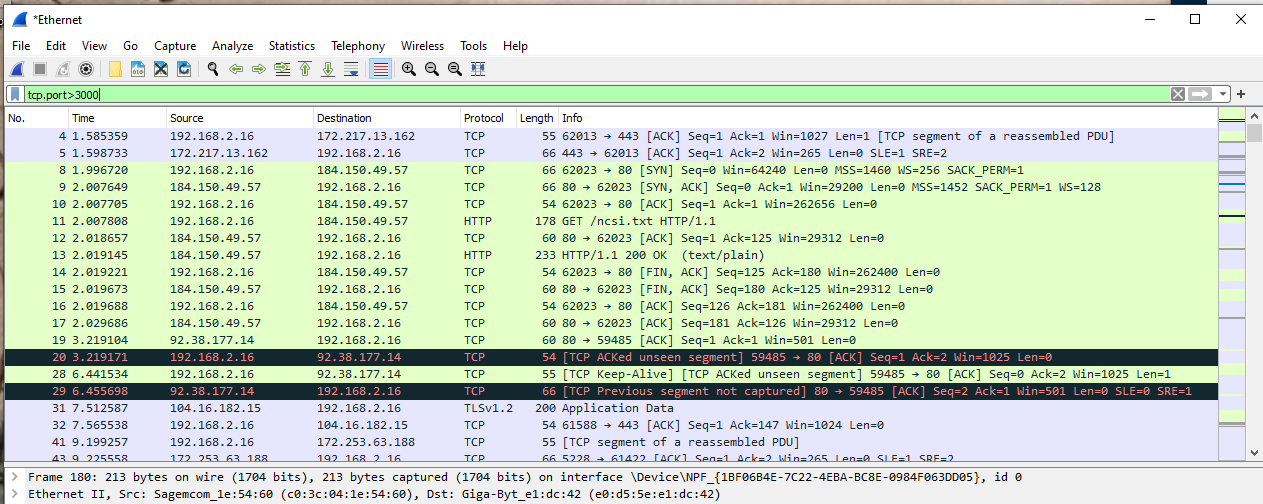 *Ethernet
File Edit View Go Capture Analyze Statistics Telephony Wireless Tools Help
tcp.port>3000
No. Time Source Destination Protocol Length Info
4 1.585359 192.168.2.16 172.217.13.162 TCP 55 62013 → 443 [ACK] Seq=1 Ack=1 Win=1027 Len=1 [TCP segment of a reassembled PDU]
5 1.598733 172.217.13.162 192.168.2.16 TCP 66 443 → 62013 [ACK] Seq=1 Ack=2 Win=265 Len=0 SLE=1 SRE=2
8 1.996720 192.168.2.16 184.150.49.57 TCP 66 62023 → 80 [SYN] Seq=0 Win=64240 Len=0 MSS=1460 WS=256 SACK_PERM=1
9 2.007649 184.150.49.57 192.168.2.16 TCP 66 80 → 62023 [SYN, ACK] Seq=0 Ack=1 Win=29200 Len=0 MSS=1452 SACK_PERM=1 WS=128
10 2.007705 192.168.2.16 184.150.49.57 TCP 54 62023 → 80 [ACK] Seq=1 Ack=1 Win=262656 Len=0
11 2.007808 192.168.2.16 184.150.49.57 HTTP 178 GET /ncsi.txt HTTP/1.1
12 2.018657 184.150.49.57 192.168.2.16 TCP 60 80 → 62023 [ACK] Seq=1 Ack=125 Win=29312 Len=0
13 2.019145 184.150.49.57 192.168.2.16 HTTP 233 HTTP/1.1 200 OK (text/plain)
14 2.019221 192.168.2.16 184.150.49.57 TCP 54 62023 → 80 [FIN, ACK] Seq=125 Ack=180 Win=262400 Len=0
15 2.019673 184.150.49.57 192.168.2.16 TCP 60 80 → 62023 [FIN, ACK] Seq=180 Ack=125 Win=29312 Len=0
16 2.019688 192.168.2.16 184.150.49.57 TCP 54 62023 → 80 [ACK] Seq=126 Ack=181 Win=262400 Len=0
17 2.029686 184.150.49.57 192.168.2.16 TCP 60 80 → 62023 [ACK] Seq=181 Ack=126 Win=29312 Len=0
19 3.219104 92.38.177.14 192.168.2.16 TCP 60 80 → 59485 [ACK] Seq=1 Ack=1 Win=501 Len=0
20 3.219171 192.168.2.16 92.38.177.14 TCP 54 [TCP ACKed unseen segment] 59485 → 80 [ACK] Seq=1 Ack=2 Win=1025 Len=0
28 6.441534 192.168.2.16 92.38.177.14 TCP 55 [TCP Keep-Alive] [TCP ACKed unseen segment] 59485 → 80 [ACK] Seq=0 Ack=2 Win=1025 Len=1
29 6.455698 92.38.177.14 192.168.2.16 TCP 66 [TCP Previous segment not captured] 80 → 59485 [ACK] Seq=2 Ack=1 Win=501 Len=0 SLE=0 SRE=1
31 7.512587 104.16.182.15 192.168.2.16 TLSv1.2 200 Application Data
32 7.565538 192.168.2.16 104.16.182.15 TCP 54 61588 → 443 [ACK] Seq=1 Ack=147 Win=1024 Len=0
41 9.199257 192.168.2.16 172.253.63.188 TCP 55 [TCP segment of a reassembled PDU]
43 9.225558 172.253.63.188 192.168.2.16 TCP 66 5228 → 61422 [ACK] Seq=1 Ack=2 Win=265 Len=0 SLE=1 SRE=2
Frame 180: 213 bytes on wire (1704 bits), 213 bytes captured (1704 bits) on interface \Device\NPF_{1BF06B4E-7C22-4EBA-BC8E-0984F063DD05}, id 0
Ethernet II, Src: Sagemcom_1e:54:60 (c0:3c:04:1e:54:60), Dst: Giga-Byt_e1:dc:42 (e0:d5:5e:e1:dc:42)